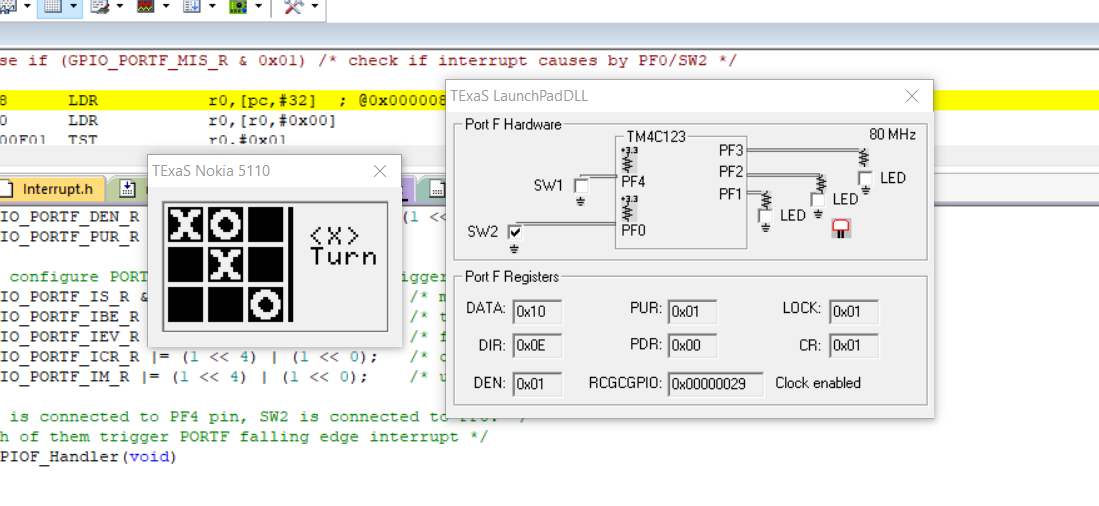 se if (GPIO_PORTF_MIS_R & 0x01) /* check if interrupt causes by PF0/SW2 */
8 LDR r0,[pc,#32] ; @0x000008
0 LDR r0,[r0,#0x00]
00F01 TST r0,#0x01
Interrupt.h
IO_PORTF_DEN_R (1 <<
IO_PORTF_PUR_R
configure PORT igger
IO_PORTF_IS_R & /* m
IO_PORTF_IBE_R /* t
IO_PORTF_IEV_R /* f
IO_PORTF_ICR_R |= (1 << 4) | (1 << 0); /* c
IO_PORTF_IM_R |= (1 << 4) | (1 << 0); /* u
is connected to PF4 pin, SW2 is connected to
h of them trigger PORTF falling edge interrupt */
PIOF_Handler(void)
TExaS Nokia 5110
X O
X
O
<X>
Turn
TExaS LaunchPadDLL
Port F Hardware
80 MHz
TM4C123
+3.3
PF3
PF2
PF1
SW1
PF4
+3.3
SW2
PF0
LED
LED
LED
Port F Registers
DATA: 0x10 PUR: 0x01 LOCK: 0x01
DIR: 0x0E PDR: 0x00 CR: 0x01
DEN: 0x01 RCGCGPIO: 0x00000029 Clock enabled